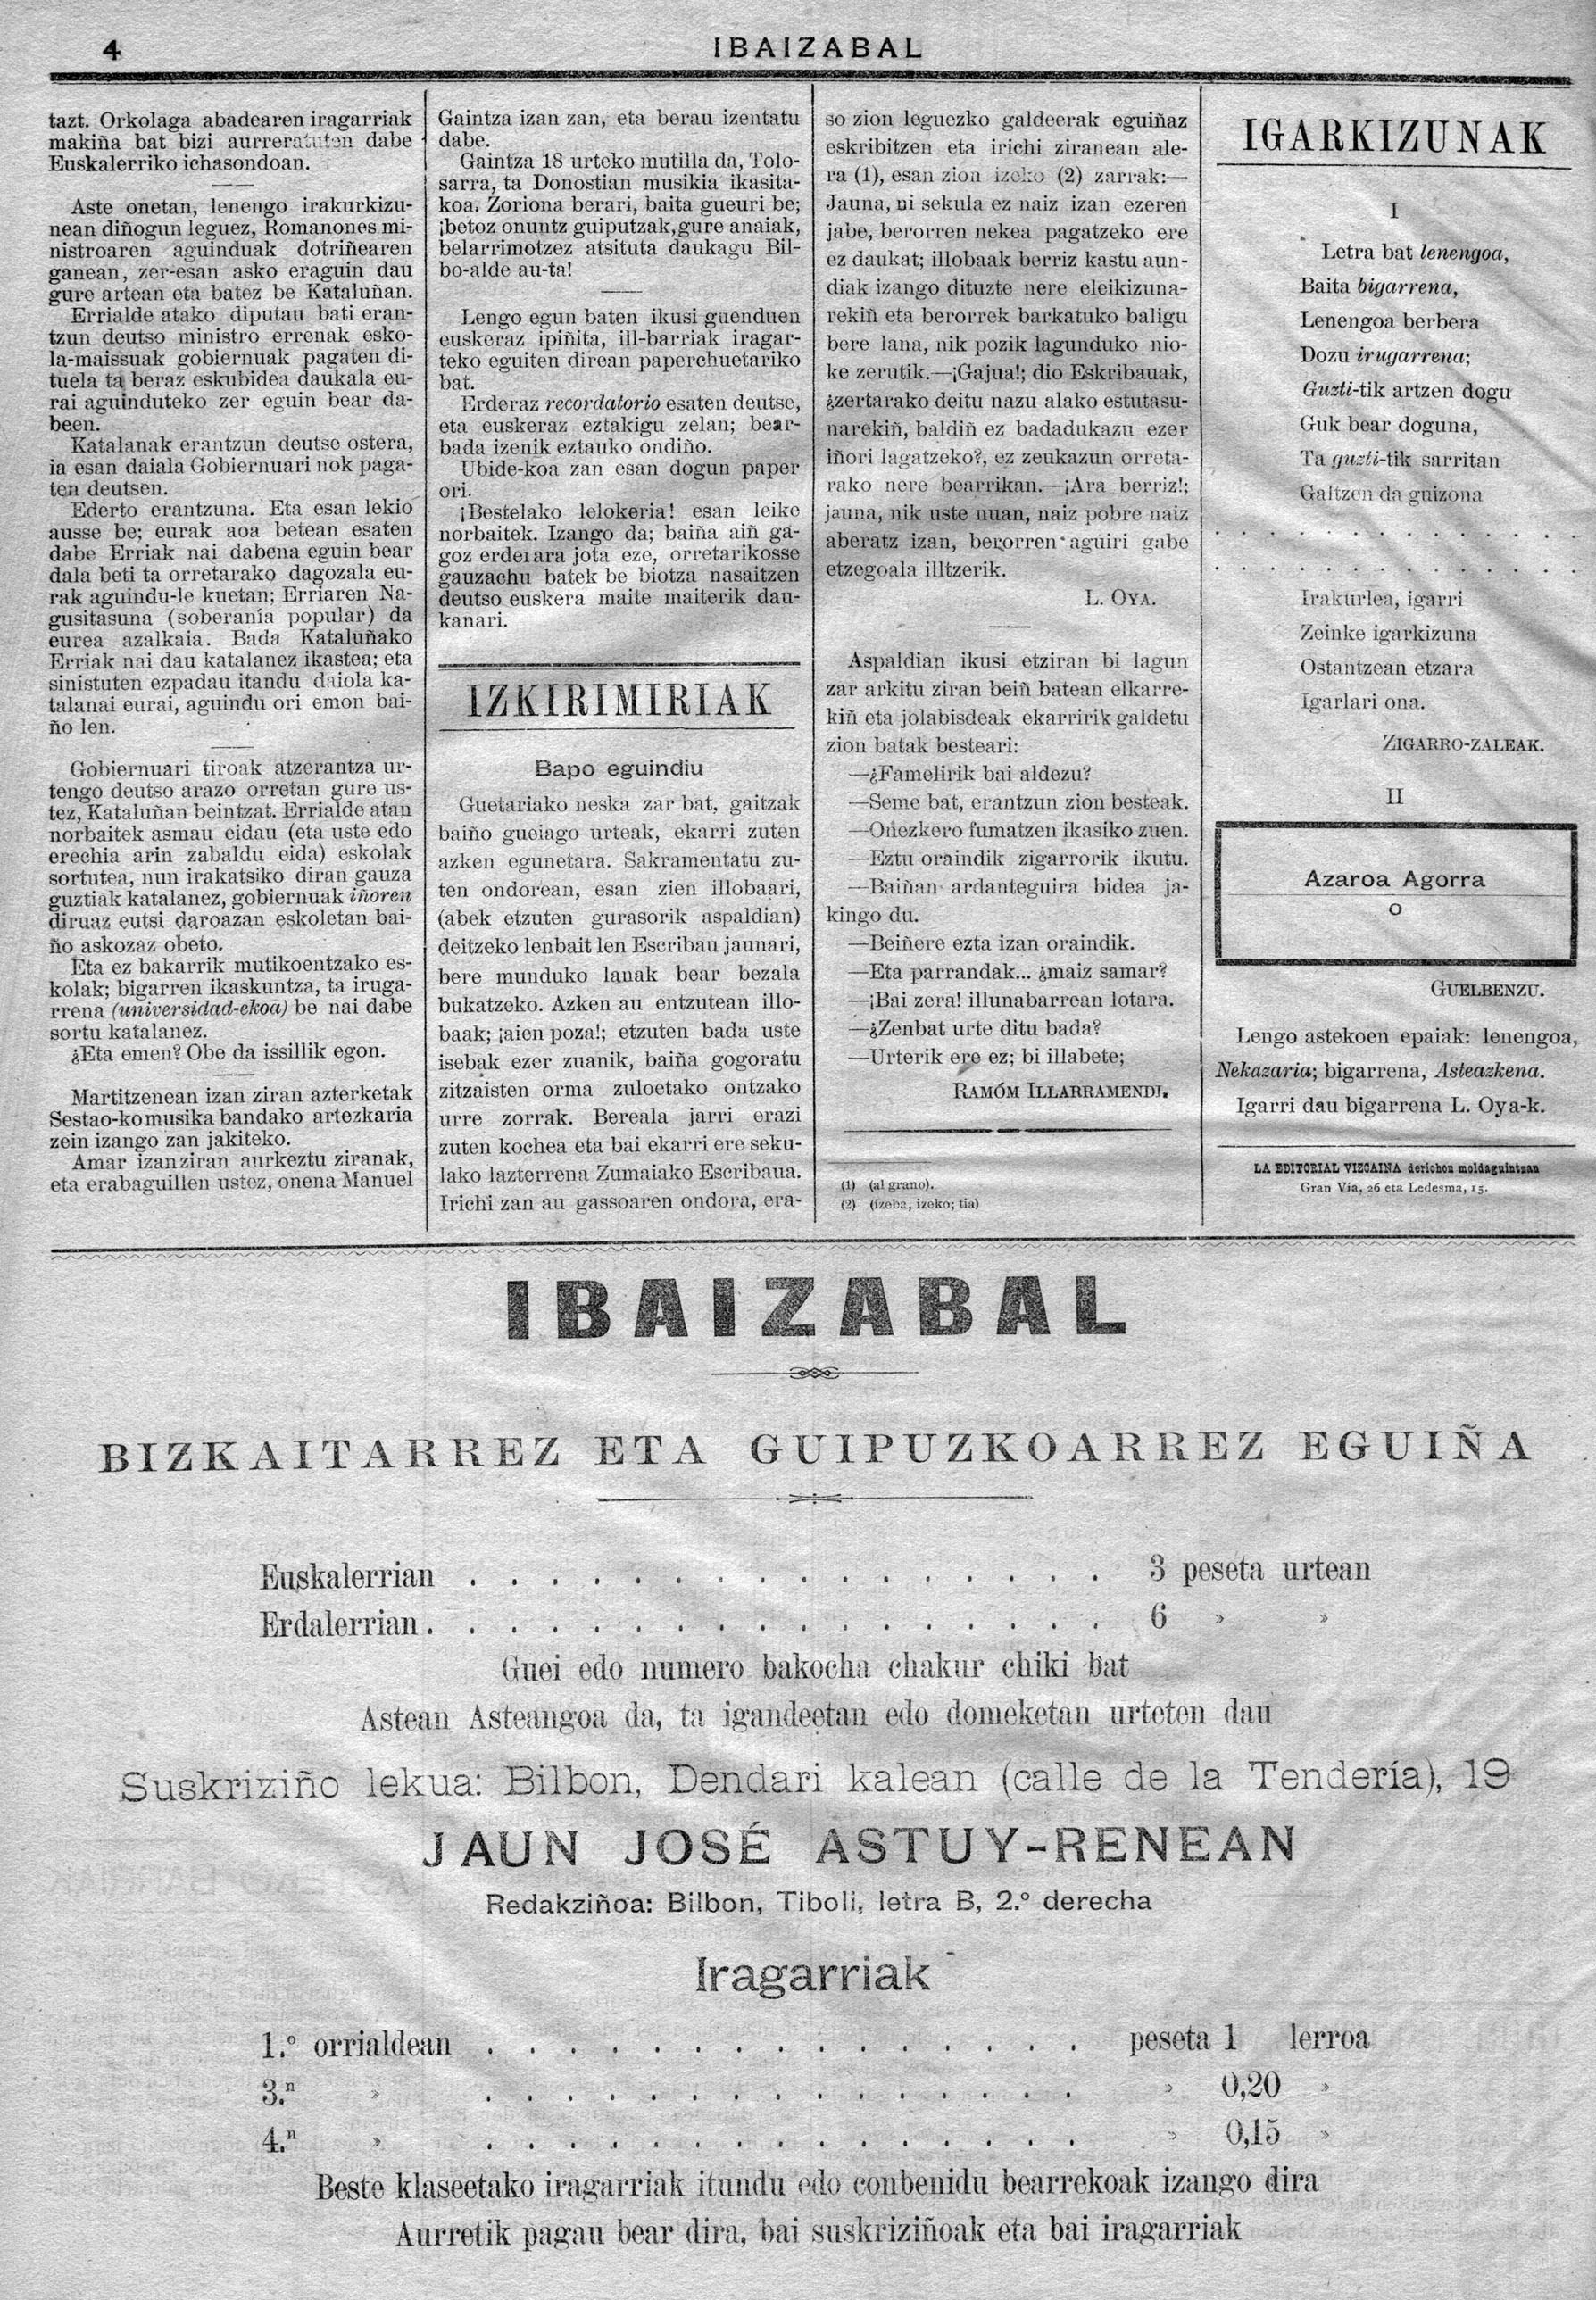 4
IBAIZABAL
tazt. Orkolaga abadearen iragarriak
makiña bat bizi aurreratuten dabe
Euskalerriko ichasondoan.
Aste onetan, lenengo irakurkizu-
nean diñogun leguez, Romanones mi-
nistroaren aguinduak dotriñearen
ganean, zer-esan asko eraguin dau
gure artean eta batez be Kataluñan.
Errialde atako diputau bati eran-
tzun deutso ministro errenak esko-
la-maissuak gobiernuak pagaten di-
tuela ta beraz eskubidea daukala eu-
rai aguinduteko zer eguin bear da-
been.
Katalanak erantzun deutse ostera,
ia esan daiala Gobiernuari nok paga-
ten deutsen.
Ederto erantzuna. Eta esan lekio
ausse be; eurak aoa betean esaten
dabe Erriak nai dabena eguin bear
dala beti ta orretarako dagozala eu-
rak aguindu-le kuetan; Erriaren Na-
gusitasuna (soberanía popular) da
eurea azalkaia. Bada Kataluñako
Erriak nai dau katalanez ikastea; eta
sinistuten ezpadau itandu daiola ka-
talanai eurai, aguindu ori emon bai-
ño len.
Gobiernuari tiroak atzerantza ur-
tengo deutso arazo orretan gure us-
tez, Kataluñan beintzat. Errialde atan
norbaitek asmau eidau (eta uste edo
erechia arin zabaldu eida) eskolak
sortutea, nun irakatsiko diran gauza
guztiak katalanez, gobiernuak iñoren
diruaz eutsi daroazan eskoletan bai-
ño askozaz obeto.
Eta ez bakarrik mutikoentzako es-
kolak; bigarren ikaskuntza, ta iruga-
rrena (universidad-ekoa) be nai dabe
sortu katalanez.
¿Eta emen? Obe da issillik egon.
Martitzenean izan ziran azterketak
Sestao-ko musika bandako artezkaria
zein izango zan jakiteko.
Amar izan ziran aurkeztu ziranak,
eta erabaguillen ustez, onena Manuel
Gaintza izan zan, eta berau izentatu
dabe.
Gaintza 18 urteko mutilla da, Tolo-
sarra, ta Donostian musikia ikasita-
koa. Zoriona berari, baita gueuri be;
¡betoz onuntz guiputzak, gure anaiak,
belarrimotzez atsituta daukagu Bil-
bo-alde au-ta!
Lengo egun baten ikusi guenduen
euskeraz ipiñita, ill-barriak iragar-
teko eguiten direan paperchuetariko
bat.
Erderaz recordatorio esaten deutse,
eta euskeraz eztakigu zelan; bear-
bada izenik eztauko ondiño.
Ubide-koa zan esan dogun paper
ori.
¡Bestelako lelokeria! esan leike
norbaitek. Izango da; baiña aiñ ga-
goz erderara jota eze, orretarikosse
gauzachu batek be biotza nasaitzen
deutso euskera maite maiterik dau-
kanari.
IZKIRIMIRIAK
Bapo eguindiu
Guetariako neska zar bat, gaitzak
baiño gueiago urteak, ekarri zuten
azken egunetara. Sakramentatu zu-
ten ondorean, esan zien illobaari,
(abek etzuten gurasorik aspaldian)
deitzeko lenbait len Escribau jaunari,
bere munduko lanak bear bezala
bukatzeko. Azken au entzutean illo-
baak; ¡aien poza!; etzuten bada uste
isebak ezer zuanik, baiña gogoratu
zitzaisten orma zuloetako ontzako
urre zorrak. Bereala jarri erazi
zuten kochea eta bai ekarri ere seku-
lako lazterrena Zumaiako Escribaua.
Irichi zan au gassoaren ondora, era-
so zion leguezko galdeerak eguiñaz
eskribitzen eta irichi ziranean ale-
ra (1), esan zion izeko (2) zarrak:—
Jauna, ni sekula ez naiz izan ezeren
jabe, berorren nekea pagatzeko ere
ez daukat; illobaak berriz kastu aun-
diak izango dituzte nere eleikizuna-
rekiñ eta berorrek barkatuko baligu
bere lana, nik pozik lagunduko nio-
ke zerutik.—¡Gajua!; dio Eskribauak,
¿zertarako deitu nazu alako estutasu-
narekiñ, baldiñ ez badadukazu ezer
iñori lagatzeko?, ez zeukazun orreta-
rako nere bearrikan.—¡Ara berriz!;
jauna, nik uste nuan, naiz pobre naiz
aberatz izan, berorren aguiri gabe
etzegoala illtzerik.
L. OYA.
Aspaldian ikusi etziran bi lagun
zar arkitu ziran beiñ batean elkarre-
kiñ eta jolabisdeak ekarririk galdetu
zion batak besteari:
—¿Famelirik bai aldezu?
—Seme bat, erantzun zion besteak.
—Oñezkero fumatzen ikasiko zuen.
—Eztu oraindik zigarrorik ikutu.
—Baiñan ardanteguira bidea ja-
kingo du.
—Beiñere ezta izan oraindik.
—Eta parrandak... ¿maiz samar?
—¡Bai zera! illunabarrean lotara.
—¿Zenbat urte ditu bada?
—Urterik ere ez; bi illabete;
RAMÓM ILLARRAMENDI.
(1) (al grano).
(2) (izeba, izeko; tia)
IGARKIZUNAK
I
Letra bat lenengoa,
Baita bigarrena,
Lenengoa berbera
Dozu irugarrena;
Guzti-tik artzen dogu
Guk bear doguna,
Ta guzti-tik sarritan
Galtzen da guizona
. . . . . . . . . . . . . .
. . . . . . . . . . . . . .
Irakurlea, igarri
Zeinke igarkizuna
Ostantzean etzara
Igarlari ona.
ZIGARRO-ZALEAK.
II
Azaroa Agorra
O
GUELBENZU.
Lengo astekoen epaiak: lenengoa,
Nekazaria; bigarrena, Asteazkena.
Igarri dau bigarrena L. Oya-k.
LA EDITORIAL VIZCAINA derichon moldaguintzan
Gran Via, 26 eta Ledesma, 15.
IBAIZABAL
BIZKAITARREZ ETA GUIPUZKOARREZ EGUIÑA
Euskalerrian . . . . . . . . . . . . . . . . 3 peseta urtean
Erdalerrian . . . . . . . . . . . . . . . . . 6 » »
Guei edo numero bakocha chakur chiki bat
Astean Asteangoa da, ta igandeetan edo domeketan urteten dau
Suskriziño lekua: Bilbon, Dendari kalean (calle de la Tendería), 19
JAUN JOSÉ ASTUY-RENEAN
Redakziñoa: Bilbon, Tiboli, letra B, 2.º derecha
Iragarriak
1.º orrialdean . . . . . . . . . . . . . . . peseta 1 lerroa
3.n » . . . . . . . . . . . . . . . » 0,20 »
4.n » . . . . . . . . . . . . . . . » 0,15 »
Beste klaseetako iragarriak itundu edo conbenidu bearrekoak izango dira
Aurretik pagau bear dira, bai suskriziñoak eta bai iragarriak